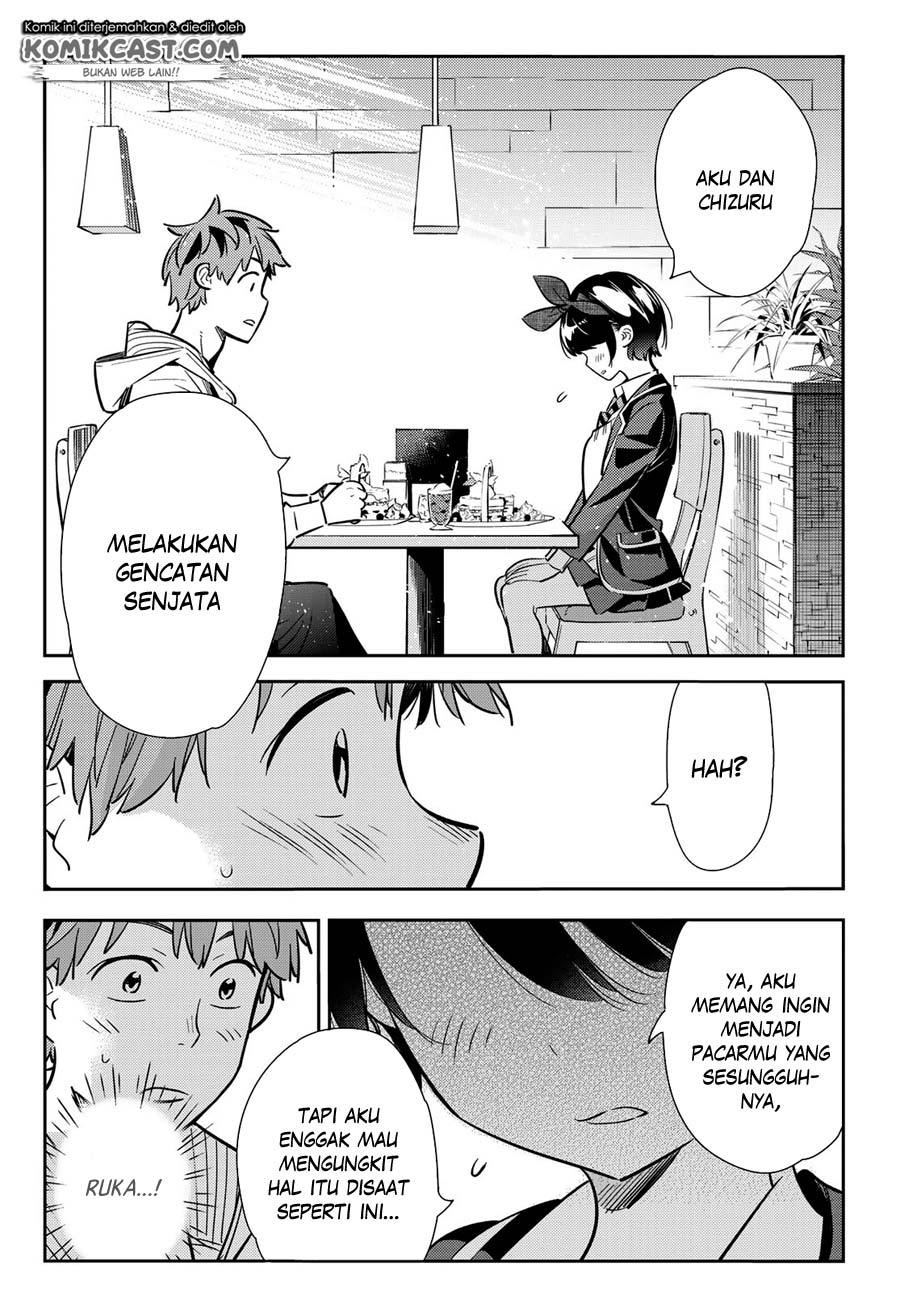 Komik ini diterjemahkan & diedit oleh
KOMIKCAST.COM
BUKAN WEB LAIN!!
AKU DAN
CHIZURU
MELAKUKAN
GENCATAN
SENJATA
HAH?
YA, AKU
MEMANG INGIN
MENJADI
PACARMU YANG
SESUNGGUH-
NYA,
TAPI AKU
ENGGAK MAU
MENGUNGKIT
HAL ITU DISAAT
SEPERTI INI...
RUKA...!